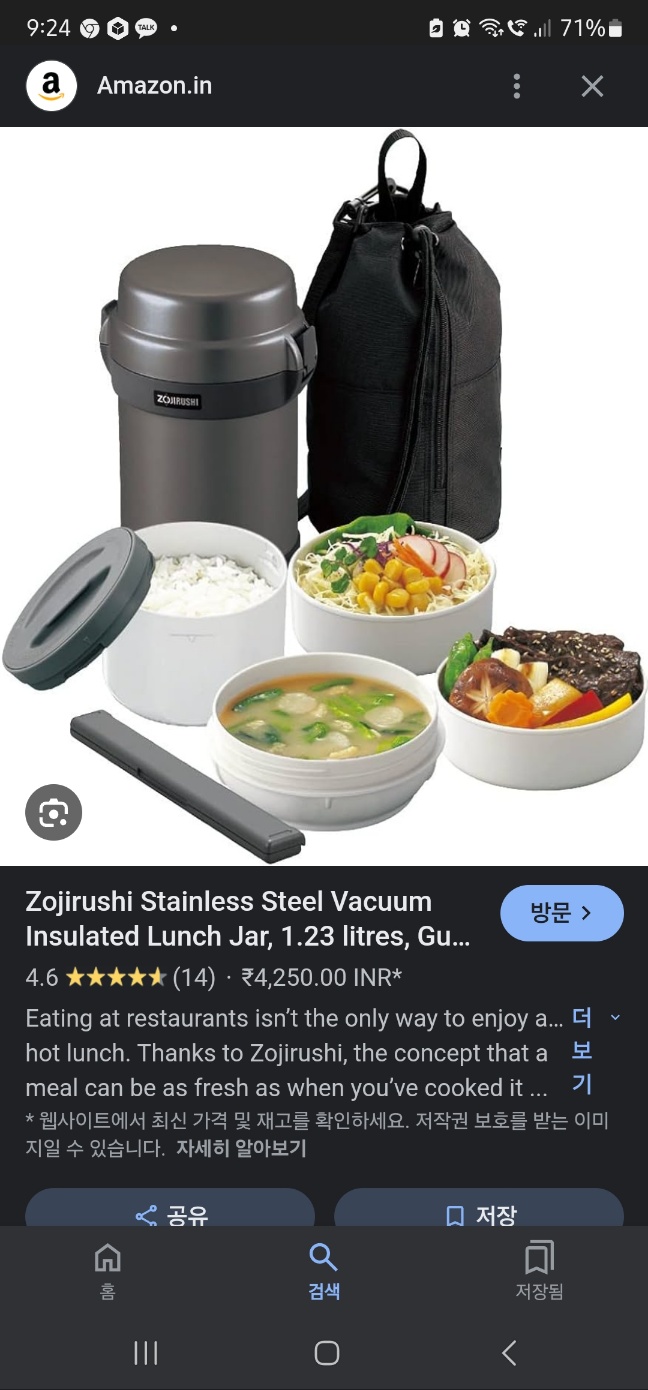 9:24 TALK 71%
a Amazon.in
ZOJIRUSHI
Zojirushi Stainless Steel Vacuum
Insulated Lunch Jar, 1.23 litres, Gu...
방문
4.6 ★★★★★ (14) · ₹4,250.00 INR*
Eating at restaurants isn't the only way to enjoy a... 더
hot lunch. Thanks to Zojirushi, the concept that a 보
meal can be as fresh as when you've cooked it ... 기
* 웹사이트에서 최신 가격 및 재고를 확인하세요. 저작권 보호를 받는 이미
지일 수 있습니다. 자세히 알아보기
공유 저장
홈 검색 저장됨